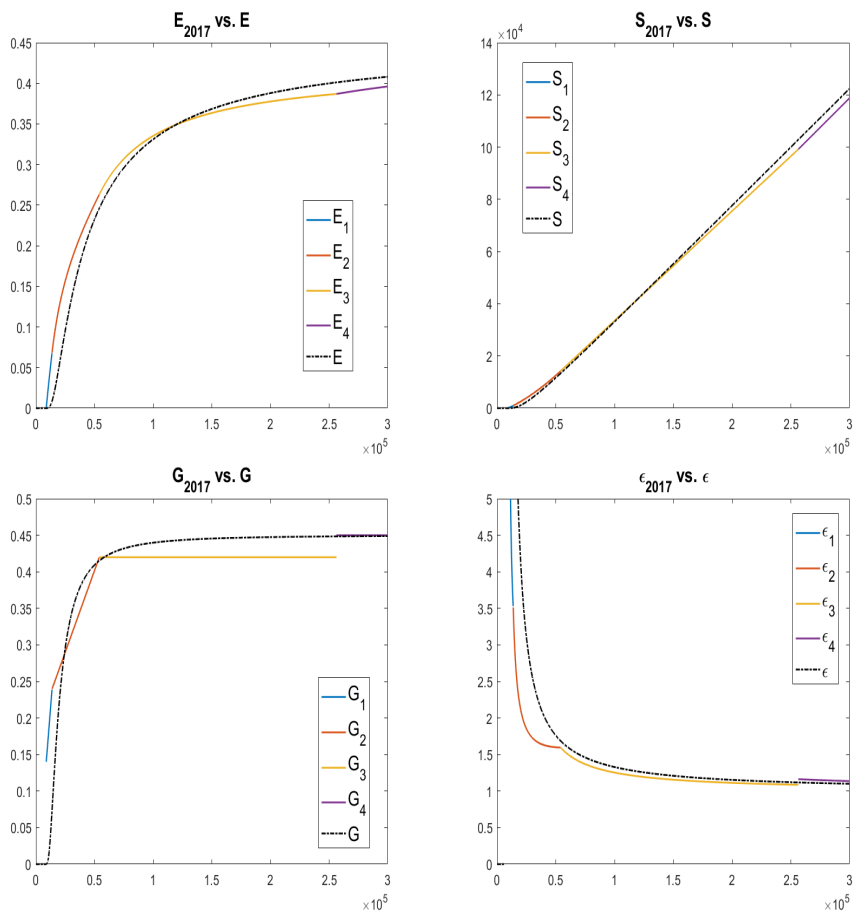 E2017 vs. E
0.45
0.4
0.35
0.3
0.25
0.2
0.15
0.1
0.05
0
E1
E2
E3
E4
E
0 0.5 1 1.5 2 2.5 3
×10^5
S2017 vs. S
×10^4
14
12
10
8
6
4
2
0
S1
S2
S3
S4
S
0 0.5 1 1.5 2 2.5 3
×10^5
G2017 vs. G
0.5
0.45
0.4
0.35
0.3
0.25
0.2
0.15
0.1
0.05
0
G1
G2
G3
G4
G
0 0.5 1 1.5 2 2.5 3
×10^5
ϵ2017 vs. ϵ
5
4.5
4
3.5
3
2.5
2
1.5
1
0.5
0
ϵ1
ϵ2
ϵ3
ϵ4
ϵ
0 0.5 1 1.5 2 2.5 3
×10^5